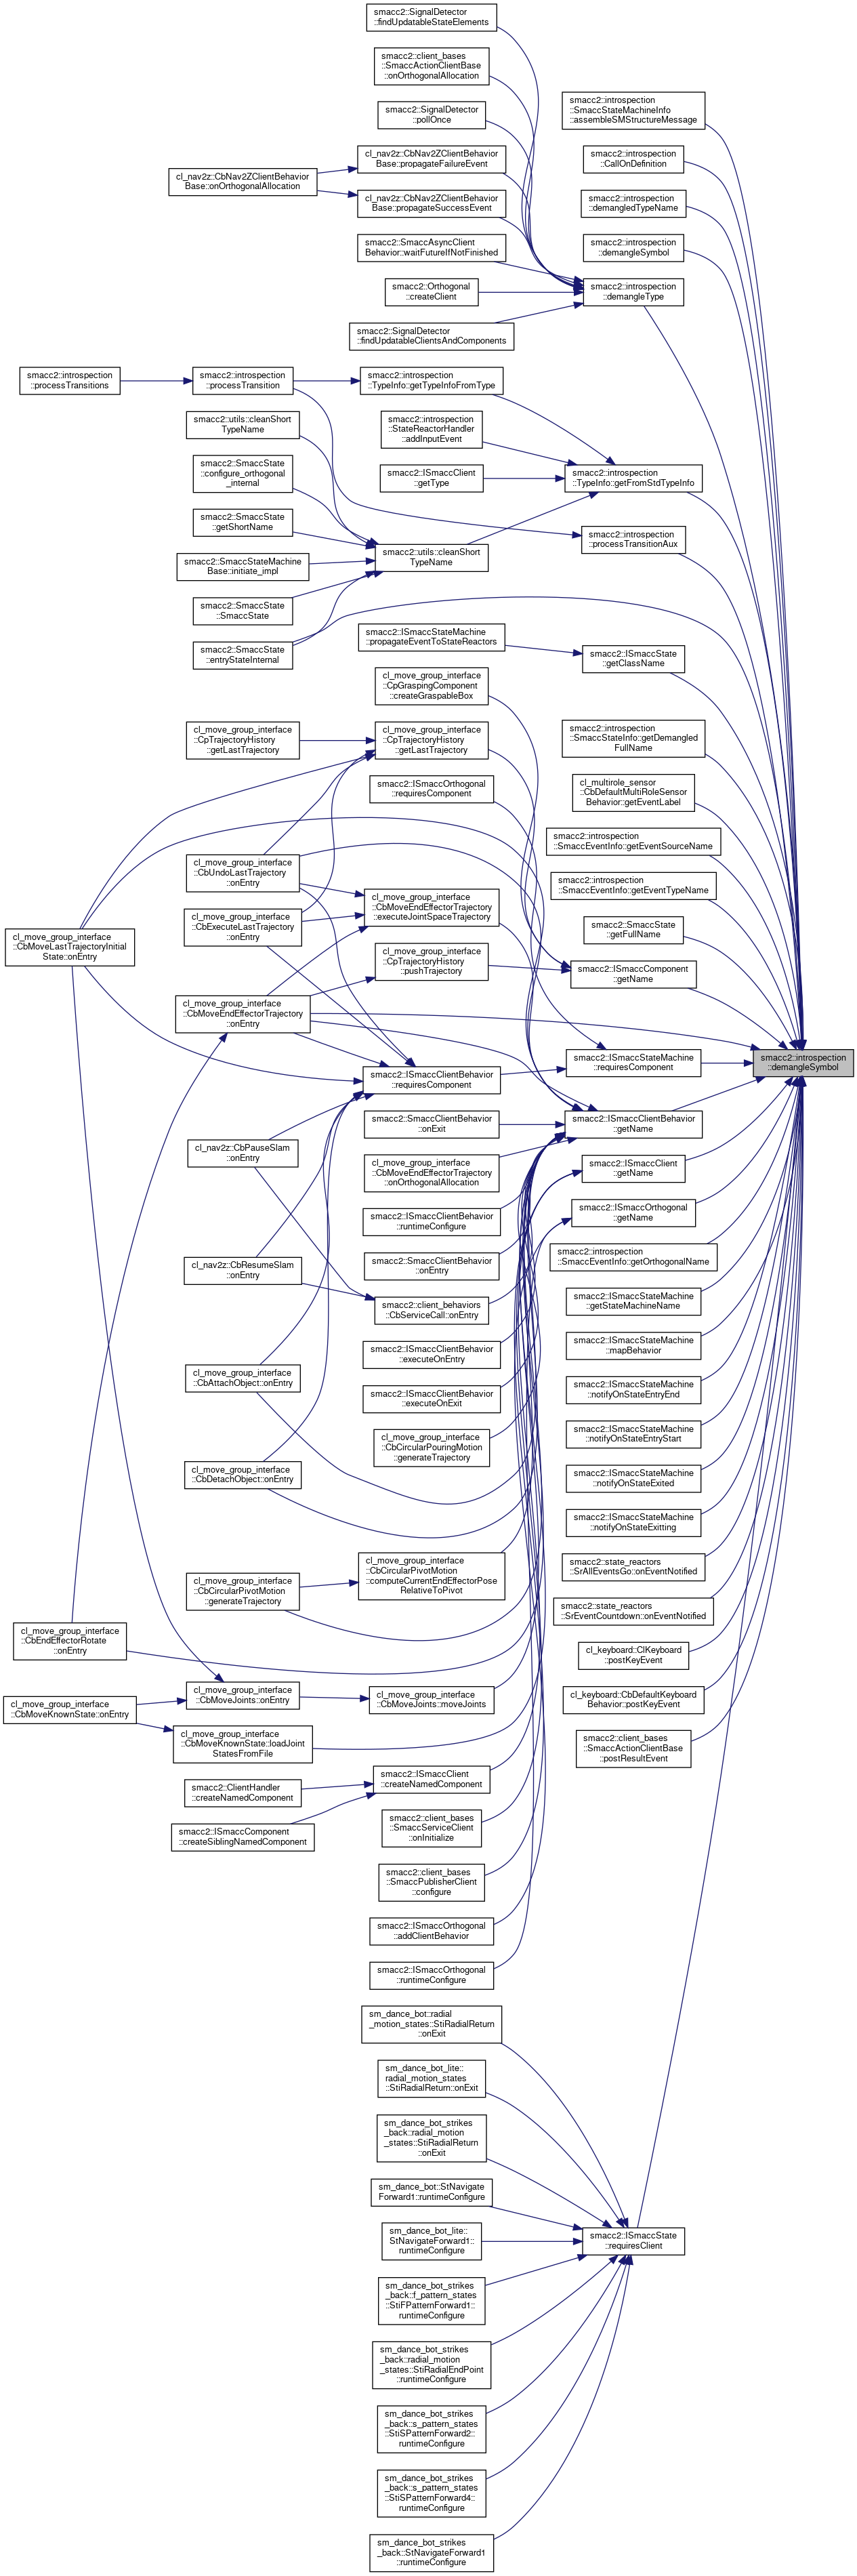 smacc2::SignalDetector
::findUpdatableStateElements
smacc2::client_bases
::SmaccActionClientBase
::onOrthogonalAllocation
smacc2::SignalDetector
::pollOnce
cl_nav2z::CbNav2ZClientBehavior
Base::propagateFailureEvent
cl_nav2z::CbNav2ZClientBehavior
Base::onOrthogonalAllocation
cl_nav2z::CbNav2ZClientBehavior
Base::propagateSuccessEvent
smacc2::SmaccAsyncClient
Behavior::waitFutureIfNotFinished
smacc2::Orthogonal
::createClient
smacc2::SignalDetector
::findUpdatableClientsAndComponents
smacc2::introspection
::SmaccStateMachineInfo
::assembleSMStructureMessage
smacc2::introspection
::CallOnDefinition
smacc2::introspection
::demangledTypeName
smacc2::introspection
::demangleSymbol
smacc2::introspection
::demangleType
smacc2::introspection
::processTransitions
smacc2::introspection
::processTransition
smacc2::introspection
::TypeInfo::getTypeInfoFromType
smacc2::utils::cleanShort
TypeName
smacc2::introspection
::StateReactorHandler
::addInputEvent
smacc2::SmaccState
::configure_orthogonal
_internal
smacc2::ISmaccClient
::getType
smacc2::introspection
::TypeInfo::getFromStdTypeInfo
smacc2::SmaccState
::getShortName
smacc2::introspection
::processTransitionAux
smacc2::SmaccStateMachine
Base::initiate_impl
smacc2::utils::cleanShort
TypeName
smacc2::SmaccState
::SmaccState
smacc2::SmaccState
::entryStateInternal
smacc2::ISmaccStateMachine
::propagateEventToStateReactors
smacc2::ISmaccState
::getClassName
cl_move_group_interface
::CpGraspingComponent
::createGraspableBox
cl_move_group_interface
::CpTrajectoryHistory
::getLastTrajectory
cl_move_group_interface
::CpTrajectoryHistory
::getLastTrajectory
smacc2::introspection
::SmaccStateInfo::getDemangled
FullName
smacc2::ISmaccOrthogonal
::requiresComponent
cl_multirole_sensor
::CbDefaultMultiRoleSensor
Behavior::getEventLabel
smacc2::introspection
::SmaccEventInfo::getEventSourceName
cl_move_group_interface
::CbUndoLastTrajectory
::onEntry
smacc2::introspection
::SmaccEventInfo::getEventTypeName
cl_move_group_interface
::CbMoveEndEffectorTrajectory
::executeJointSpaceTrajectory
cl_move_group_interface
::CbExecuteLastTrajectory
::onEntry
smacc2::SmaccState
::getFullName
cl_move_group_interface
::CbMoveLastTrajectoryInitial
State::onEntry
cl_move_group_interface
::CpTrajectoryHistory
::pushTrajectory
smacc2::ISmaccComponent
::getName
cl_move_group_interface
::CbMoveEndEffectorTrajectory
::onEntry
smacc2::ISmaccStateMachine
::requiresComponent
smacc2::introspection
::demangleSymbol
smacc2::ISmaccClientBehavior
::requiresComponent
smacc2::SmaccClientBehavior
::onExit
smacc2::ISmaccClientBehavior
::getName
cl_nav2z::CbPauseSlam
::onEntry
cl_move_group_interface
::CbMoveEndEffectorTrajectory
::onOrthogonalAllocation
smacc2::ISmaccClient
::getName
smacc2::ISmaccClientBehavior
::runtimeConfigure
smacc2::ISmaccOrthogonal
::getName
cl_nav2z::CbResumeSlam
::onEntry
smacc2::SmaccClientBehavior
::onEntry
smacc2::introspection
::SmaccEventInfo::getOrthogonalName
smacc2::client_behaviors
::CbServiceCall::onEntry
smacc2::ISmaccStateMachine
::getStateMachineName
smacc2::ISmaccClientBehavior
::executeOnEntry
smacc2::ISmaccStateMachine
::mapBehavior
cl_move_group_interface
::CbAttachObject::onEntry
smacc2::ISmaccClientBehavior
::executeOnExit
smacc2::ISmaccStateMachine
::notifyOnStateEntryEnd
cl_move_group_interface
::CbCircularPouringMotion
::generateTrajectory
smacc2::ISmaccStateMachine
::notifyOnStateEntryStart
cl_move_group_interface
::CbDetachObject::onEntry
smacc2::ISmaccStateMachine
::notifyOnStateExited
smacc2::ISmaccStateMachine
::notifyOnStateExitting
cl_move_group_interface
::CbCircularPivotMotion
::computeCurrentEndEffectorPose
RelativeToPivot
cl_move_group_interface
::CbCircularPivotMotion
::generateTrajectory
smacc2::state_reactors
::SrAllEventsGo::onEventNotified
smacc2::state_reactors
::SrEventCountdown::onEventNotified
cl_move_group_interface
::CbEndEffectorRotate
::onEntry
cl_keyboard::ClKeyboard
::postKeyEvent
cl_move_group_interface
::CbMoveJoints::onEntry
cl_move_group_interface
::CbMoveJoints::moveJoints
cl_keyboard::CbDefaultKeyboard
Behavior::postKeyEvent
cl_move_group_interface
::CbMoveKnownState::onEntry
cl_move_group_interface
::CbMoveKnownState::loadJoint
StatesFromFile
smacc2::client_bases
::SmaccActionClientBase
::postResultEvent
smacc2::ISmaccClient
::createNamedComponent
smacc2::ClientHandler
::createNamedComponent
smacc2::client_bases
::SmaccServiceClient
::onInitialize
smacc2::ISmaccComponent
::createSiblingNamedComponent
smacc2::client_bases
::SmaccPublisherClient
::configure
smacc2::ISmaccOrthogonal
::addClientBehavior
smacc2::ISmaccOrthogonal
::runtimeConfigure
sm_dance_bot::radial
_motion_states::StiRadialReturn
::onExit
sm_dance_bot_lite::
radial_motion_states
::StiRadialReturn::onExit
sm_dance_bot_strikes
_back::radial_motion
_states::StiRadialReturn
::onExit
sm_dance_bot::StNavigate
Forward1::runtimeConfigure
sm_dance_bot_lite::
StNavigateForward1::
runtimeConfigure
smacc2::ISmaccState
::requiresClient
sm_dance_bot_strikes
_back::f_pattern_states
::StiFPatternForward1::
runtimeConfigure
sm_dance_bot_strikes
_back::radial_motion
_states::StiRadialEndPoint
::runtimeConfigure
sm_dance_bot_strikes
_back::s_pattern_states
::StiSPatternForward2::
runtimeConfigure
sm_dance_bot_strikes
_back::s_pattern_states
::StiSPatternForward4::
runtimeConfigure
sm_dance_bot_strikes
_back::StNavigateForward1
::runtimeConfigure